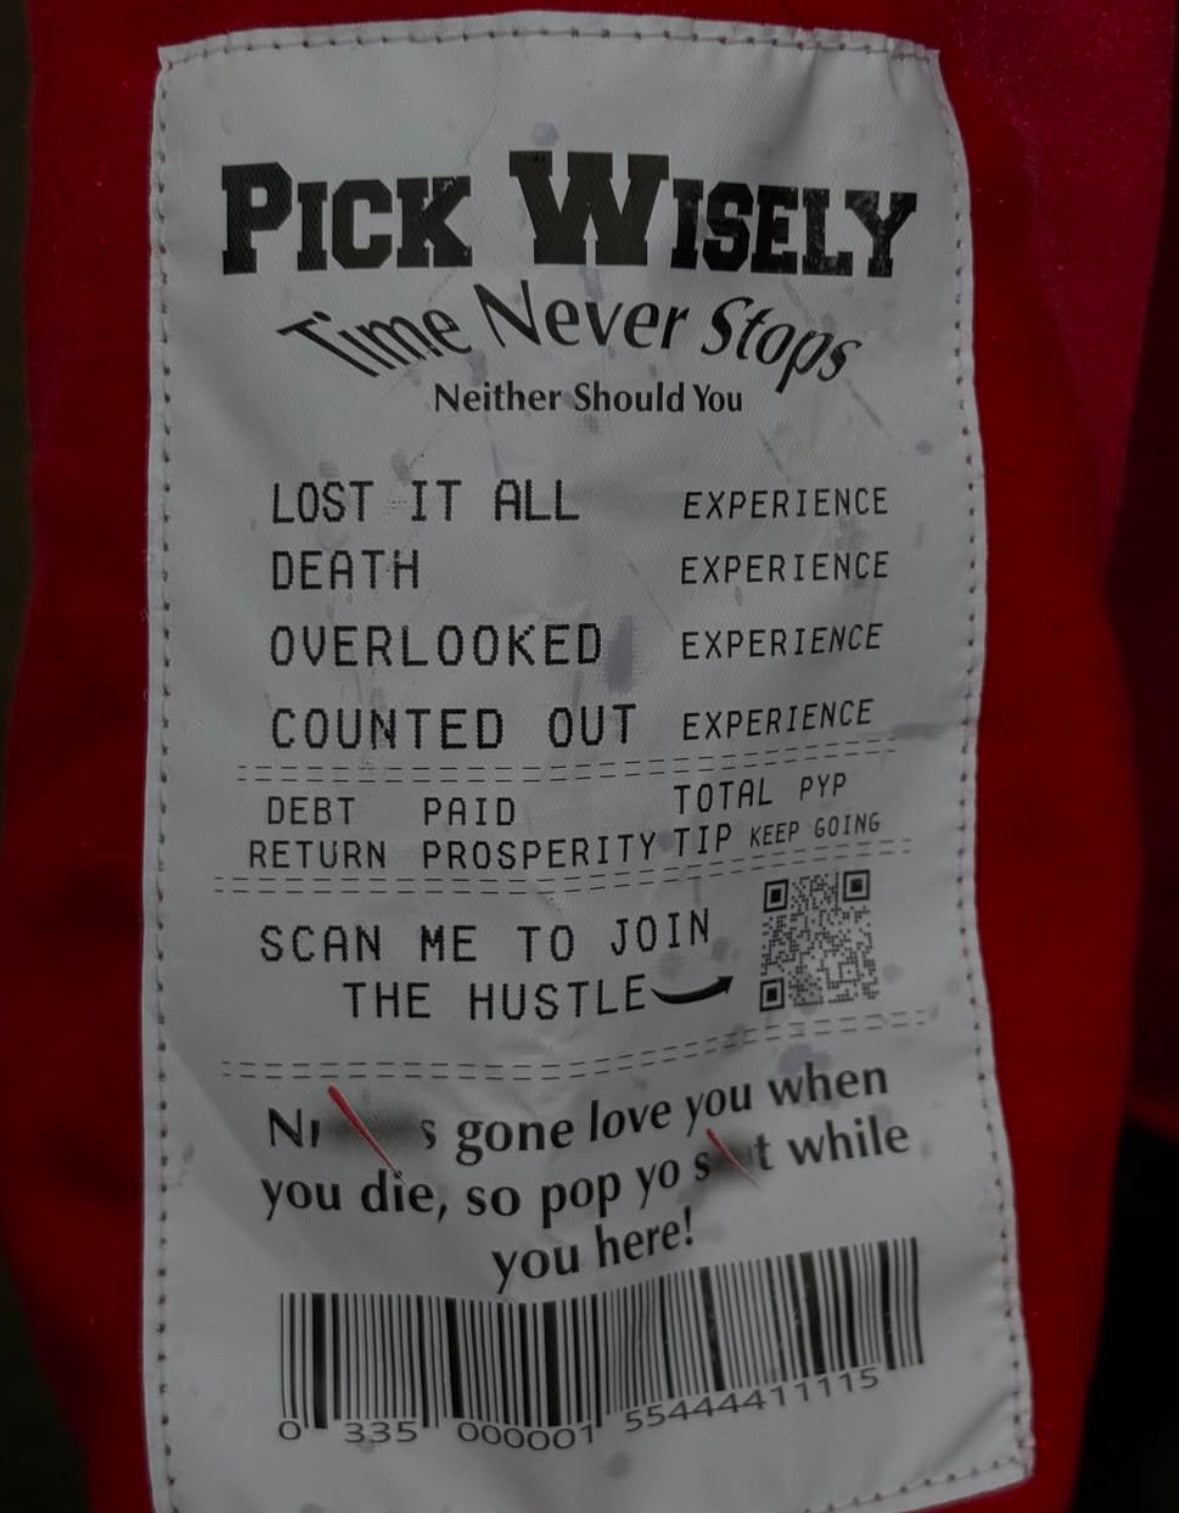 PICK WISELY
Time Never Stops
Neither Should You
LOST IT ALL EXPERIENCE
DEATH EXPERIENCE
OVERLOOKED EXPERIENCE
COUNTED OUT EXPERIENCE
DEBT PAID TOTAL PYP
RETURN PROSPERITY TIP KEEP GOING
SCAN ME TO JOIN
THE HUSTLE
gone love you when
you die, so pop yo while
you here!
0 335 000001 55444411115